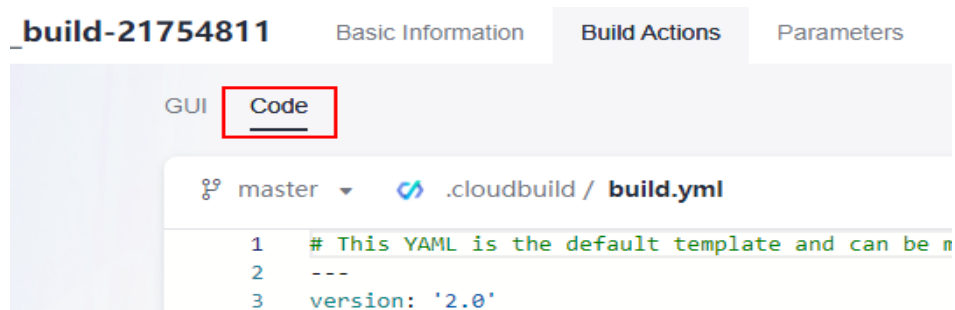 _build-21754811 Basic Information Build Actions Parameters
GUI Code
master .cloudbuild / build.yml
1 # This YAML is the default template and can be
2 ---
3 version: '2.0'